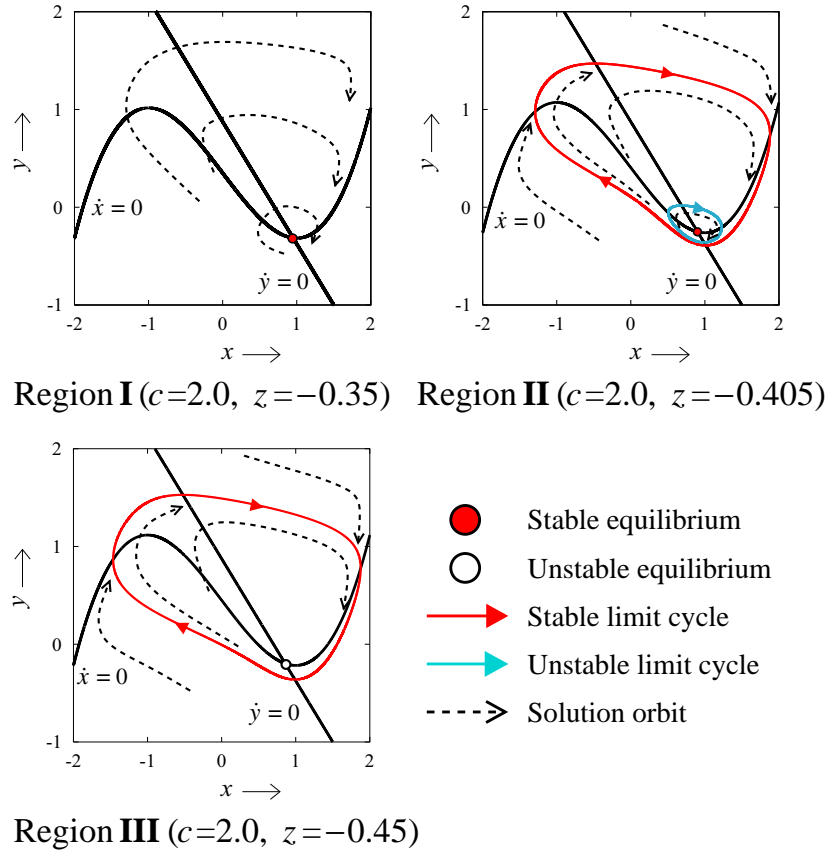 2
1
0
-1
-2
-1
0
1
2
y →
x →
ẋ = 0
ẏ = 0
Region I (c=2.0, z=−0.35)
2
1
0
-1
-2
-1
0
1
2
y →
x →
ẋ = 0
ẏ = 0
Region II (c=2.0, z=−0.405)
2
1
0
-1
-2
-1
0
1
2
y →
x →
ẋ = 0
ẏ = 0
Region III (c=2.0, z=−0.45)
Stable equilibrium
Unstable equilibrium
Stable limit cycle
Unstable limit cycle
Solution orbit